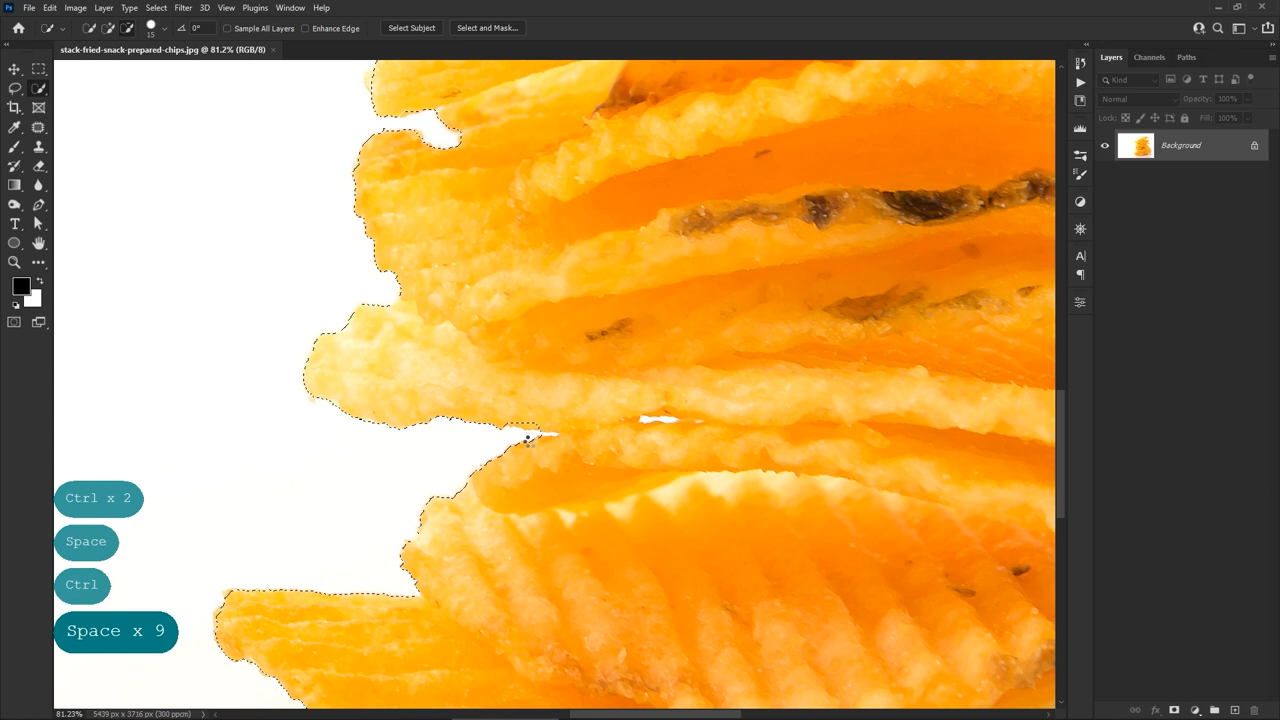 Ps File Edit Image Layer Type Select Filter 3D View Plugins Window Help
15 0° Sample All Layers Enhance Edge Select Subject Select and Mask...
stack-fried-snack-prepared-chips.jpg @ 81.2% (RGB/8) ×
Layers Channels Paths
Kind
Normal Opacity: 100%
Lock: Fill: 100%
Background
Ctrl x 2
Space
Ctrl
Space x 9
81.23% 5439 px x 3716 px (300 ppcm)